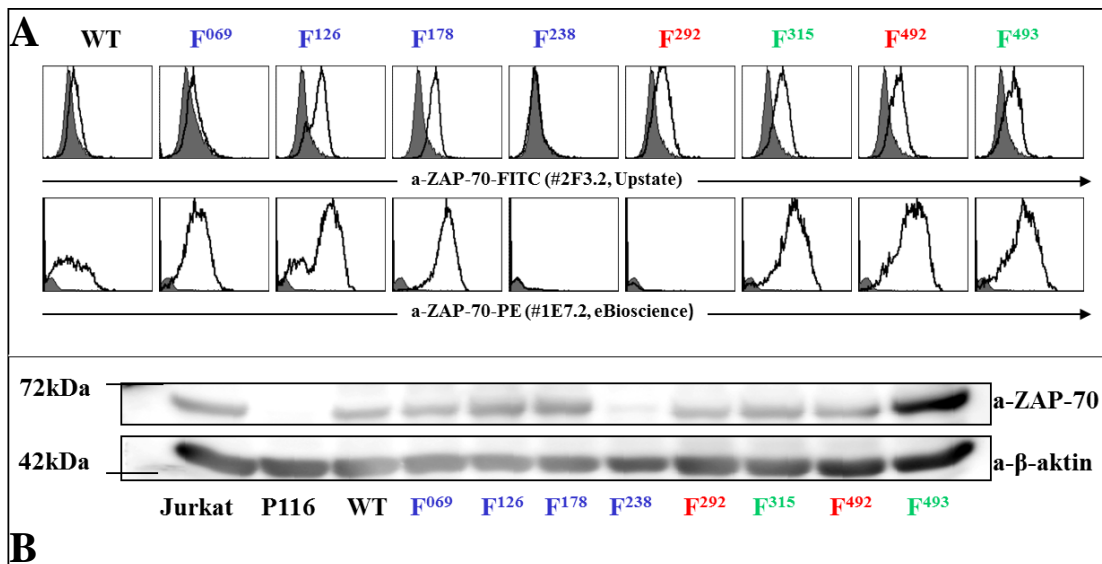 A
WT F⁰⁶⁹ F¹²⁶ F¹⁷⁸ F²³⁸ F²⁹² F³¹⁵ F⁴⁹² F⁴⁹³
a-ZAP-70-FITC (#2F3.2, Upstate)
a-ZAP-70-PE (#1E7.2, eBioscience)
72kDa
a-ZAP-70
42kDa
a-β-aktin
Jurkat P116 WT F⁰⁶⁹ F¹²⁶ F¹⁷⁸ F²³⁸ F²⁹² F³¹⁵ F⁴⁹² F⁴⁹³
B